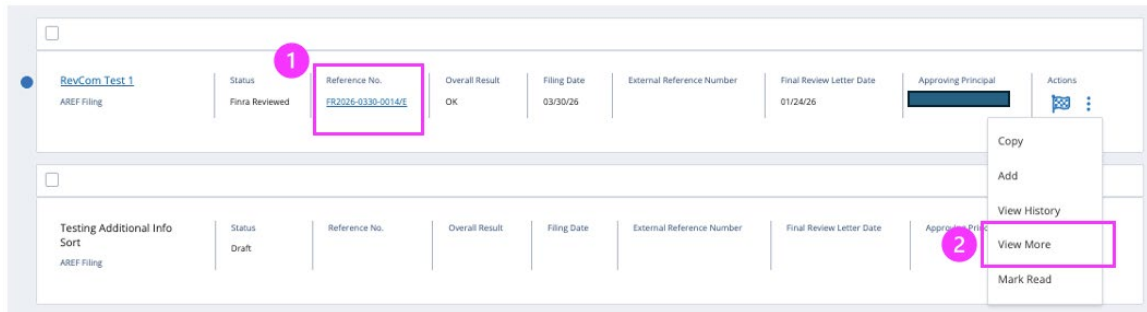 1
RevCom Test 1
AREF Filing
Status
Finra Reviewed
Reference No.
FR2026-0330-0014/E
Overall Result
OK
Filing Date
03/30/26
External Reference Number
Final Review Letter Date
01/24/26
Approving Principal
Actions
Copy
Add
View History
View More
Mark Read
2
Testing Additional Info
Sort
AREF Filing
Status
Draft
Reference No.
Overall Result
Filing Date
External Reference Number
Final Review Letter Date